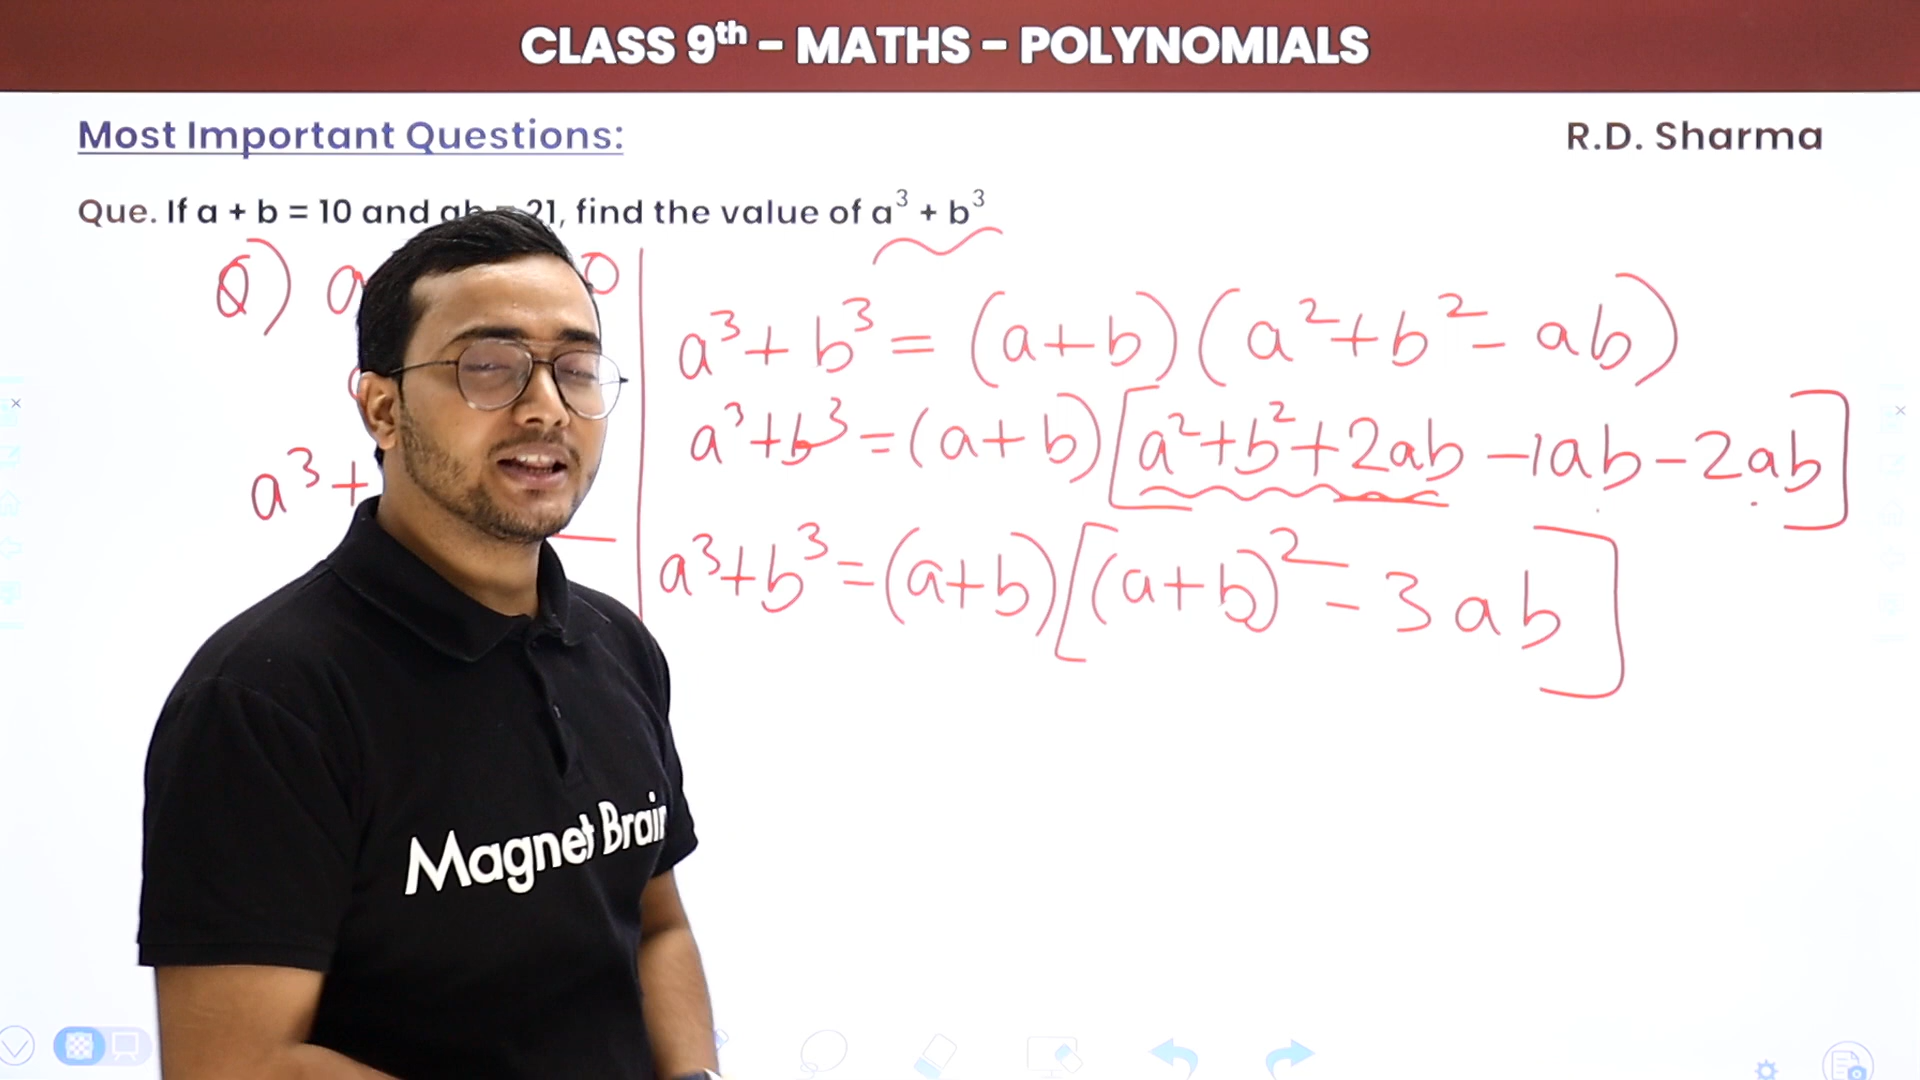 CLASS 9th – MATHS – POLYNOMIALS
Most Important Questions:
R.D. Sharma
Que. If a + b = 10 and ab = 21, find the value of a³ + b³
Q) a 0
a³+
a³+b³=(a+b)(a²+b²-ab)
a³+b³=(a+b)[a²+b²+2ab-1ab-2ab]
a³+b³=(a+b)[(a+b)²-3ab]
Magnet Brain